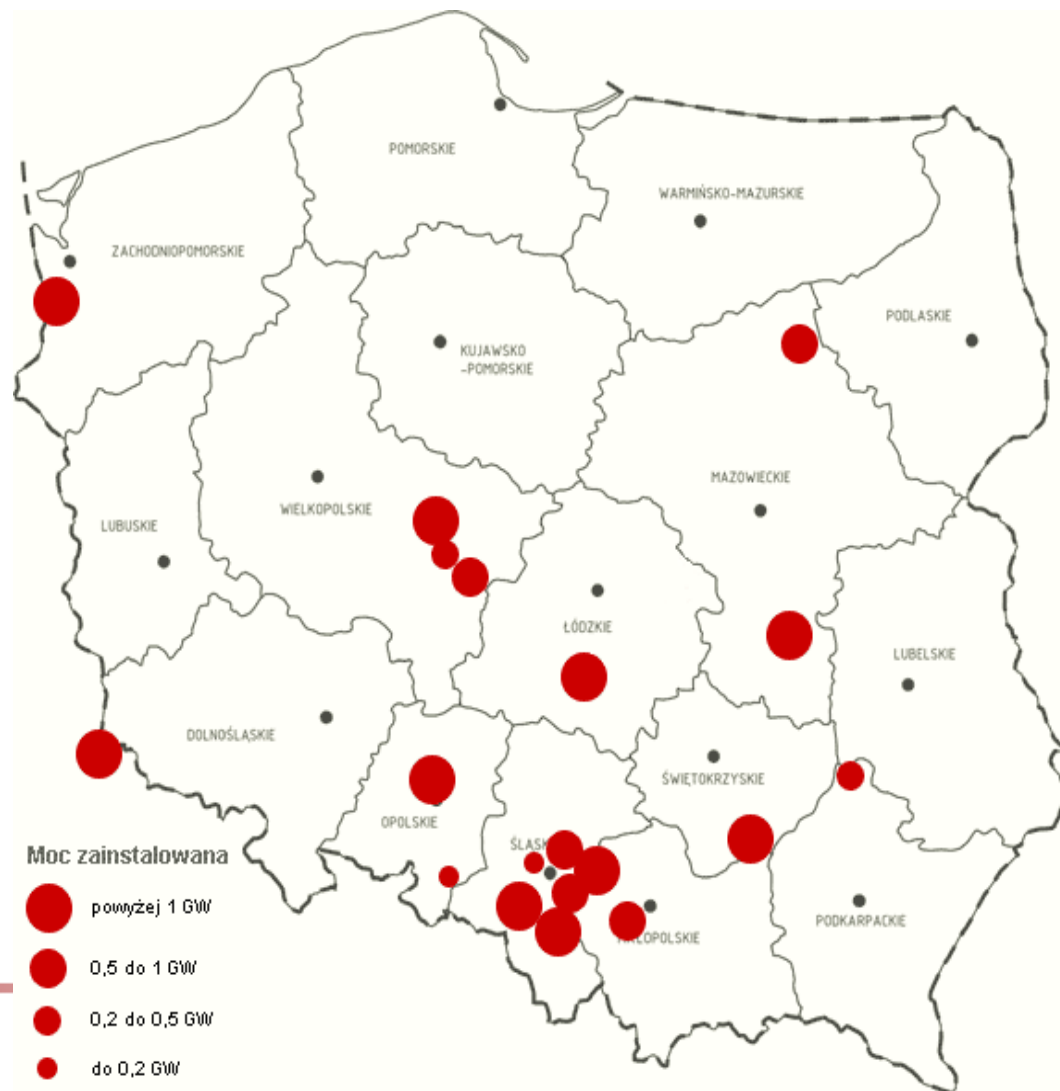 POMORSKIE
WARMIŃSKO-MAZURSKIE
ZACHODNIOPOMORSKIE
PODLASKIE
KUJAWSKO
-POMORSKIE
MAZOWIECKIE
WIELKOPOLSKIE
LUBUSKIE
ŁÓDZKIE
LUBELSKIE
DOLNOŚLĄSKIE
ŚWIĘTOKRZYSKIE
OPOLSKIE
PODKARPACKIE
Moc zainstalowana
powyżej 1 GW
0,5 do 1 GW
0,2 do 0,5 GW
do 0,2 GW